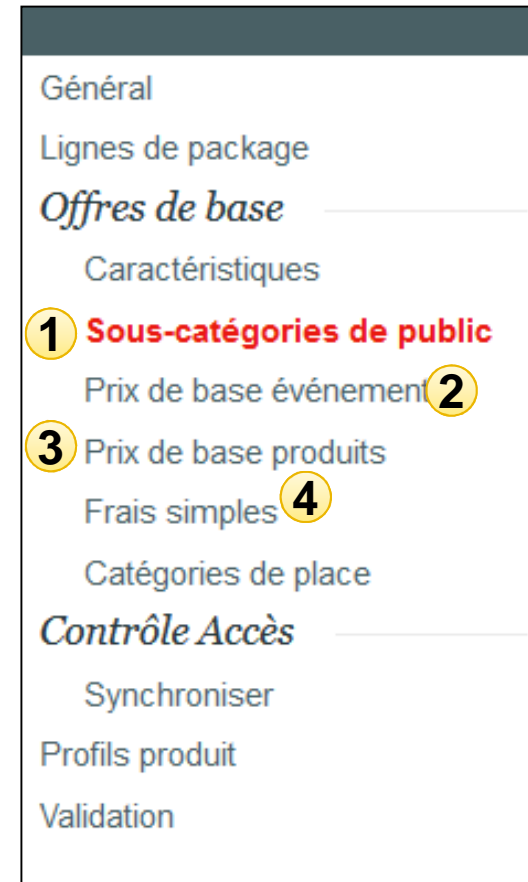 Général
Lignes de package
Offres de base
Caractéristiques
1 Sous-catégories de public
Prix de base événement 2
3 Prix de base produits
Frais simples 4
Catégories de place
Contrôle Accès
Synchroniser
Profils produit
Validation